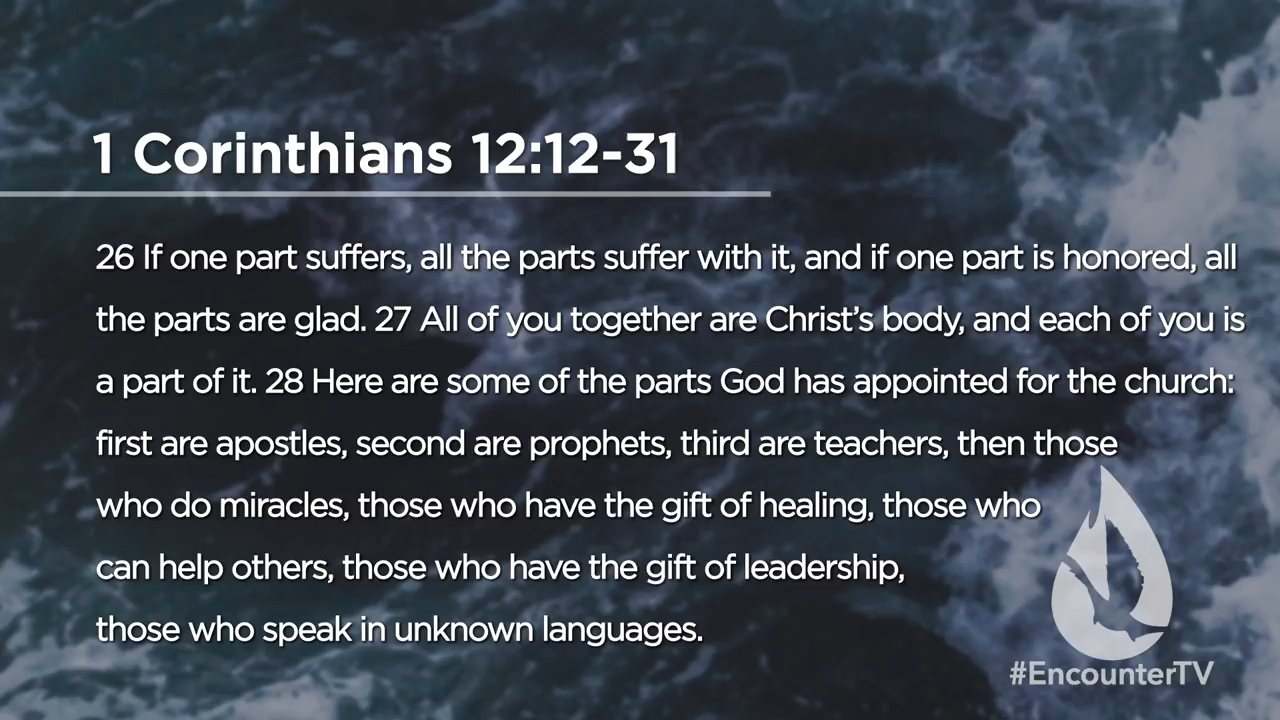 1 Corinthians 12:12-31
26 If one part suffers, all the parts suffer with it, and if one part is honored, all
the parts are glad. 27 All of you together are Christ’s body, and each of you is
a part of it. 28 Here are some of the parts God has appointed for the church:
first are apostles, second are prophets, third are teachers, then those
who do miracles, those who have the gift of healing, those who
can help others, those who have the gift of leadership,
those who speak in unknown languages.
#EncounterTV